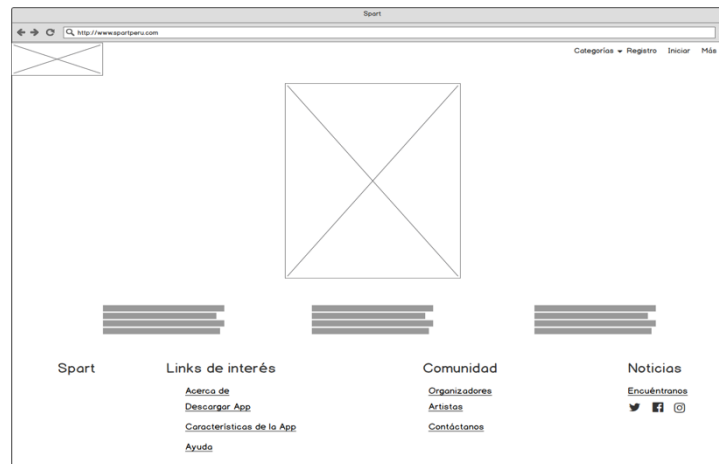 Spart
http://www.spartperu.com
Categorías Registro Iniciar Más
Spart
Links de interés
Acerca de
Descargar App
Características de la App
Ayuda
Comunidad
Organizadores
Artistas
Contáctanos
Noticias
Encuéntranos